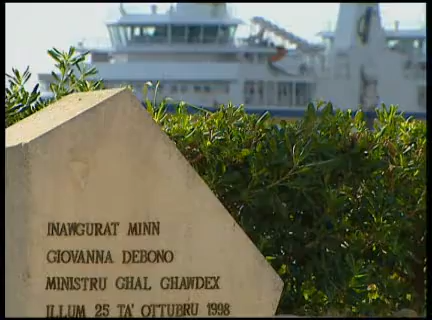 INAWGURAT MINN
GIOVANNA DEBONO
MINISTRU GHAL GHAWDEX
ILLUM 25 TA' OTTUBRU 1998